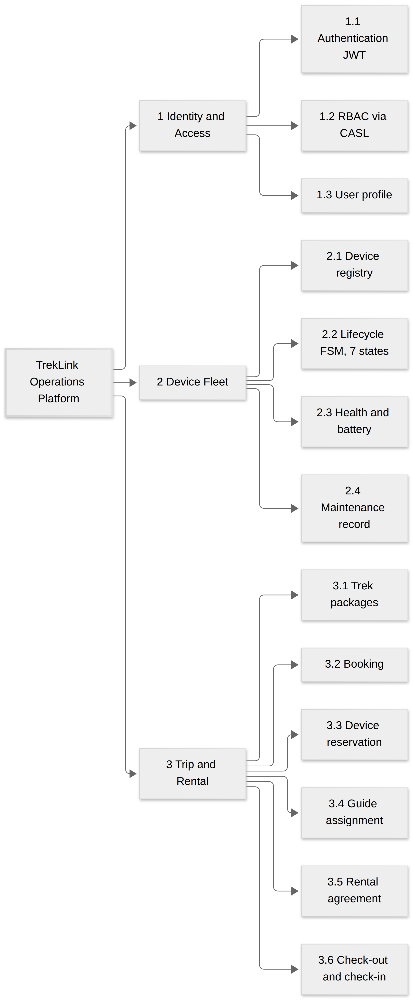 TrekLink
Operations
Platform
1 Identity and
Access
1.1
Authentication
JWT
1.2 RBAC via
CASL
1.3 User profile
2 Device Fleet
2.1 Device
registry
2.2 Lifecycle
FSM, 7 states
2.3 Health and
battery
2.4
Maintenance
record
3 Trip and
Rental
3.1 Trek
packages
3.2 Booking
3.3 Device
reservation
3.4 Guide
assignment
3.5 Rental
agreement
3.6 Check-out
and check-in